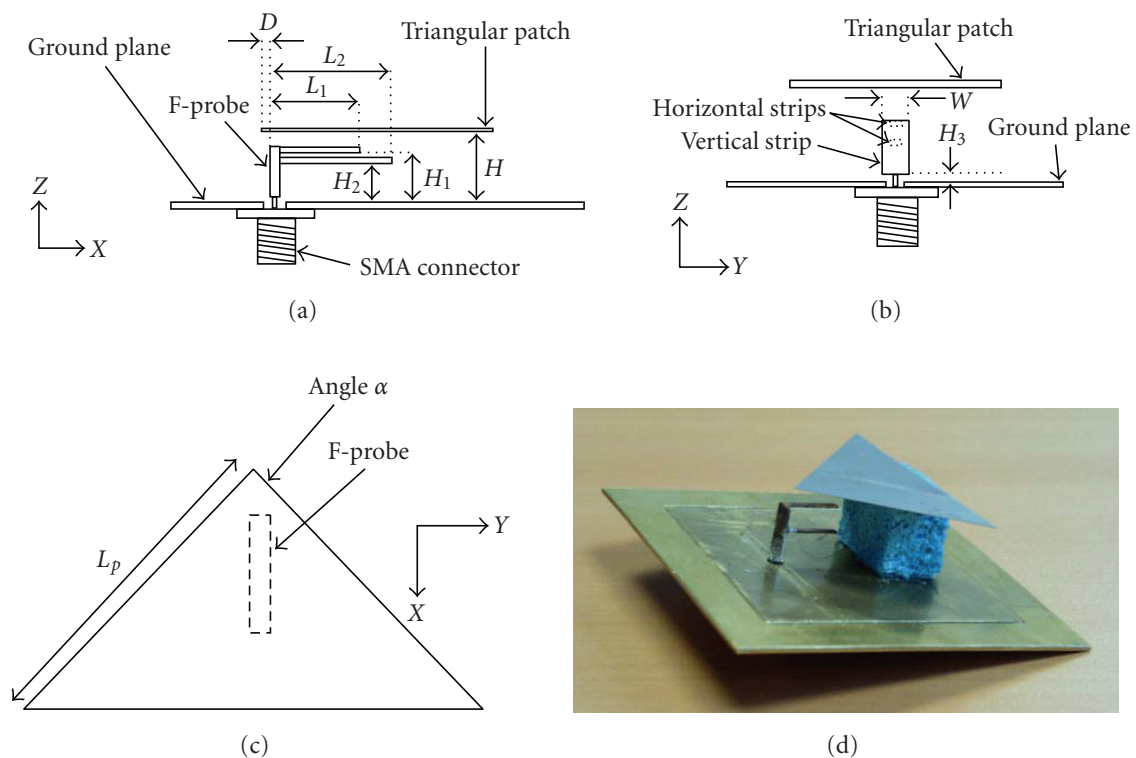 D
Triangular patch
Ground plane
L2
L1
F-probe
H
H2
H1
Z
X
SMA connector
(a)
Triangular patch
Horizontal strips
W
Vertical strip
H3
Ground plane
Z
Y
(b)
Angle α
F-probe
Lp
Y
X
(c)
(d)